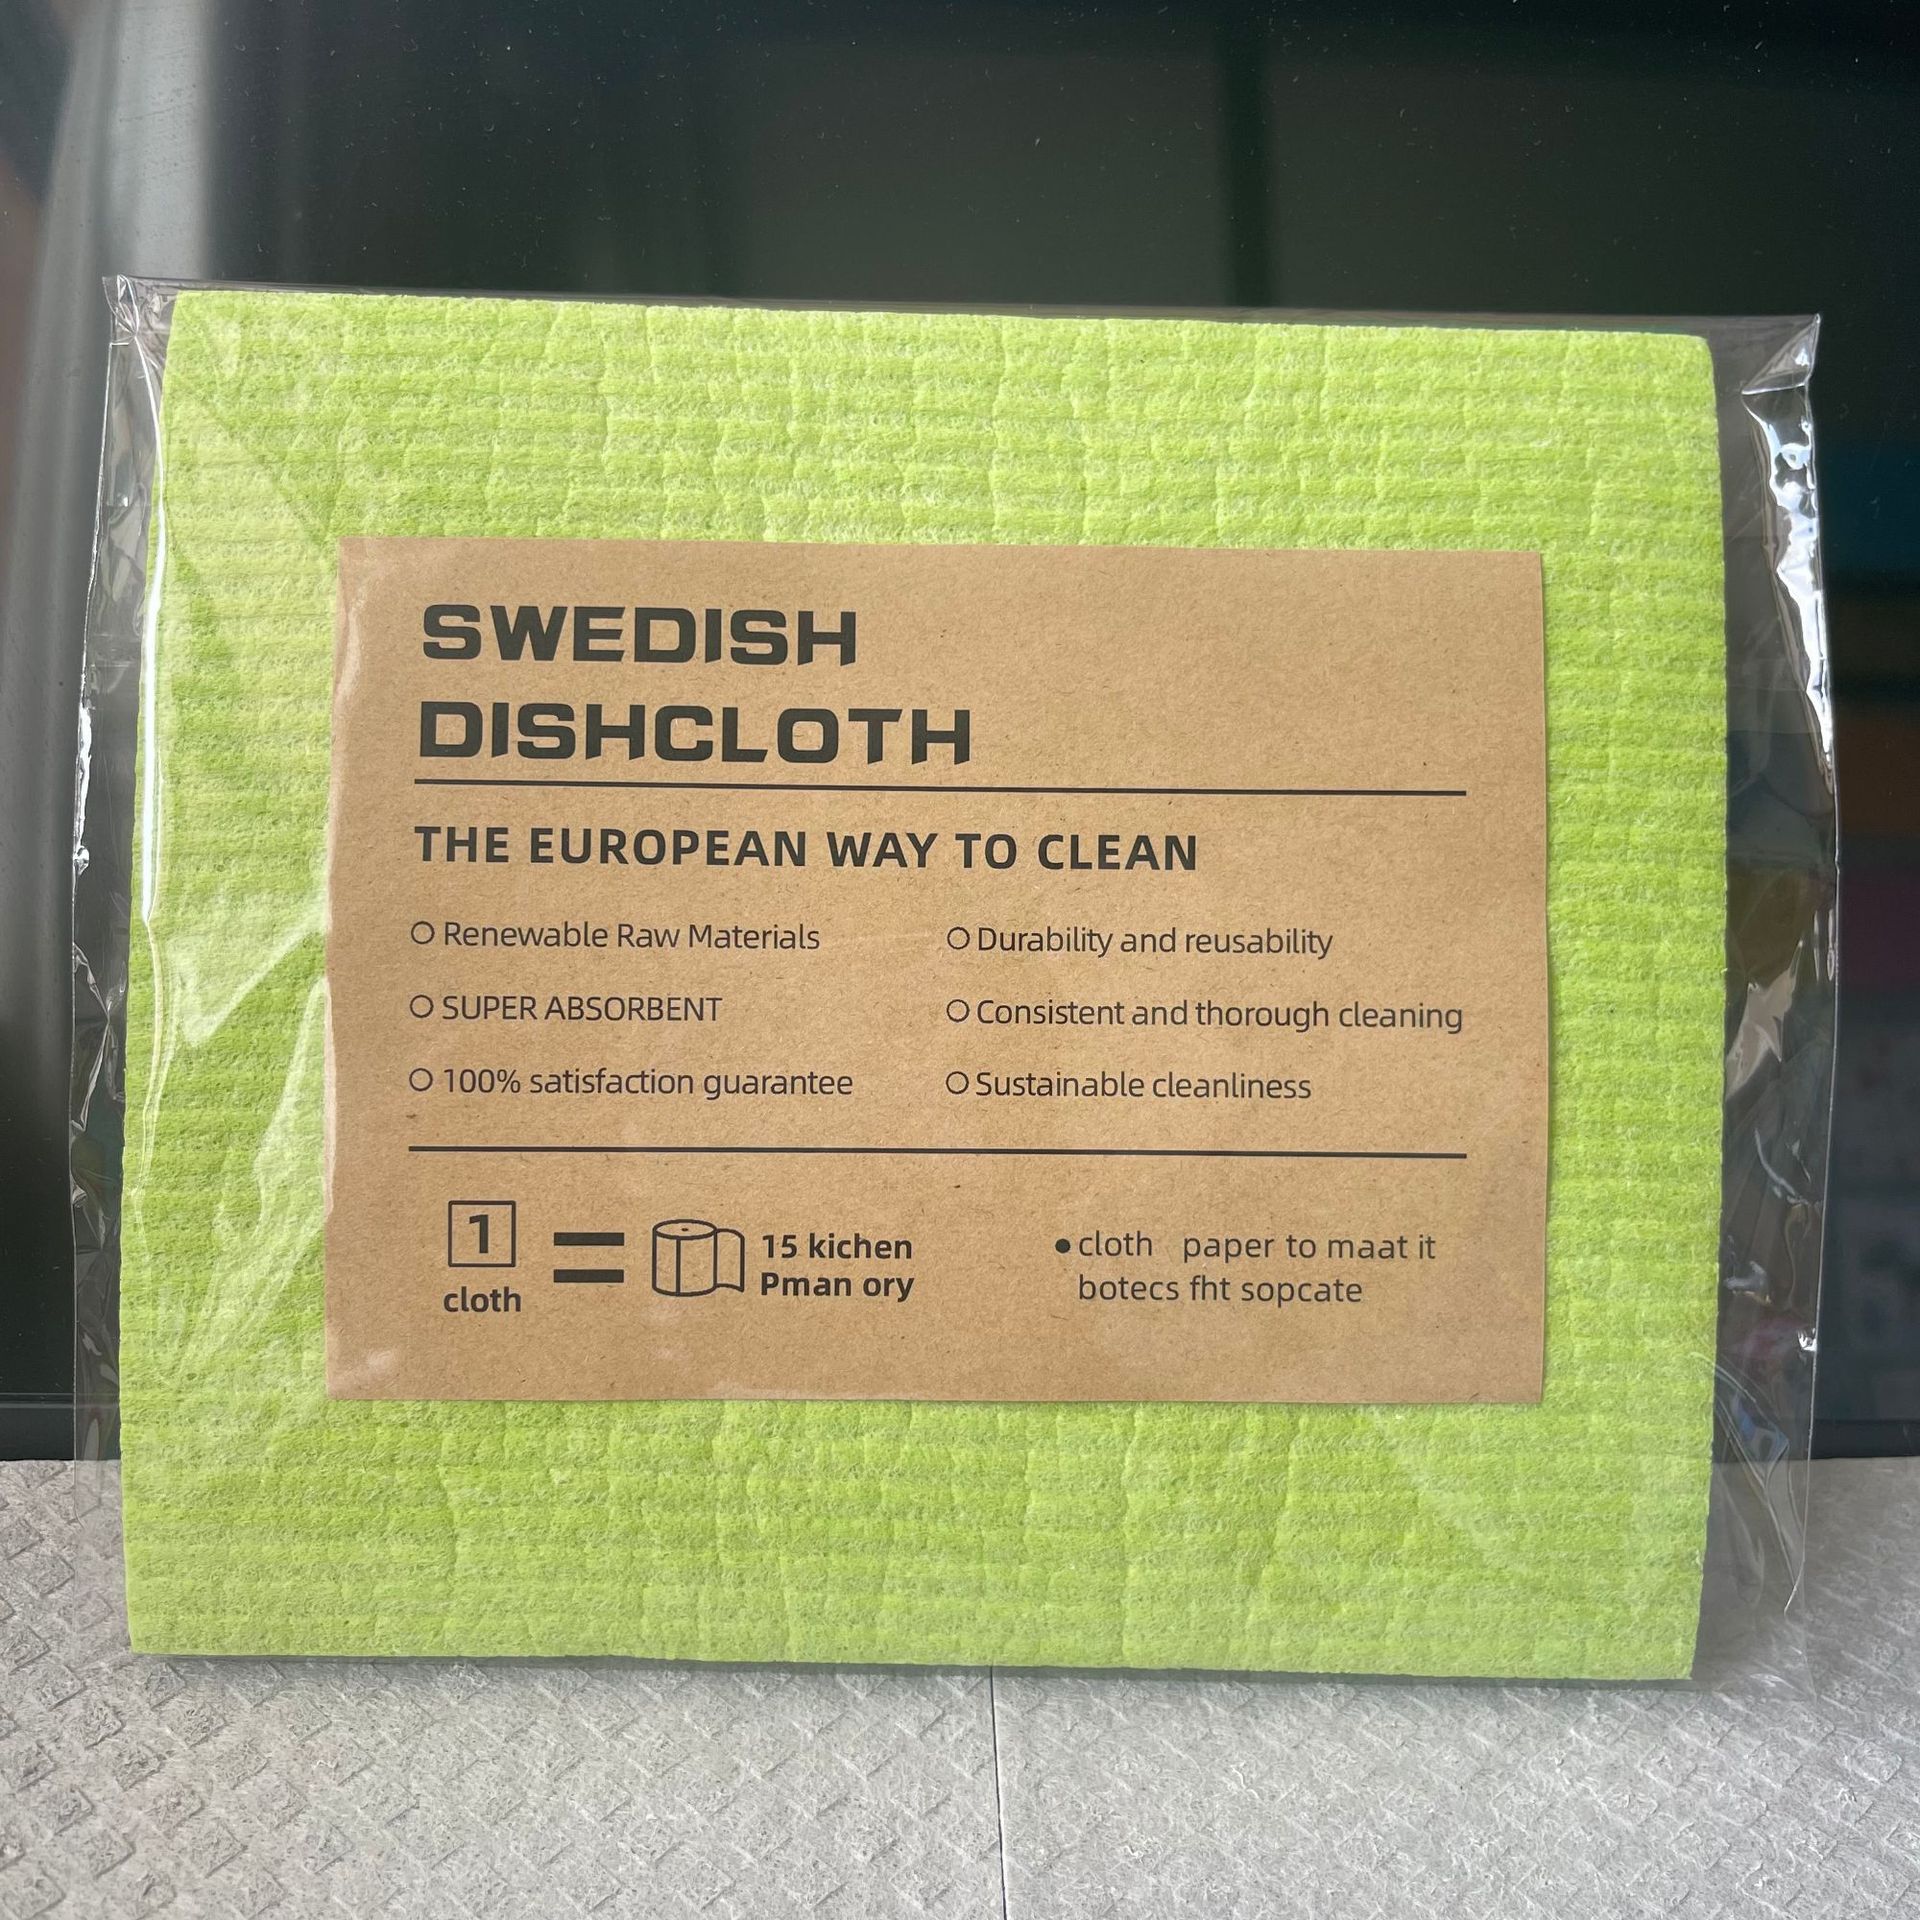 SWEDISH
DISHCLOTH
THE EUROPEAN WAY TO CLEAN
Renewable Raw Materials
Durability and reusability
SUPER ABSORBENT
Consistent and thorough cleaning
100% satisfaction guarantee
Sustainable cleanliness
1
cloth
15 kichen
Pman ory
cloth paper to maat it
botecs fht sopcate